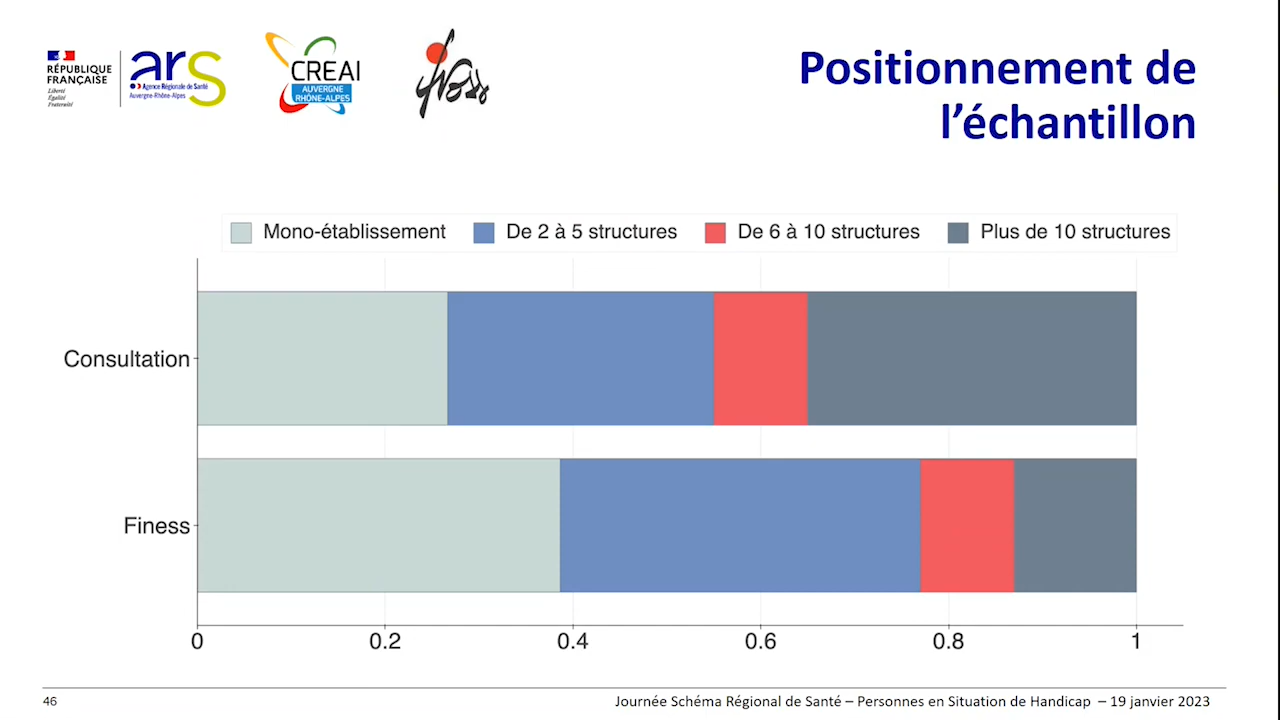 RÉPUBLIQUE
FRANÇAISE
Liberté
Égalité
Fraternité
ars
Agence Régionale de Santé
Auvergne-Rhône-Alpes
CREAI
AUVERGNE
RHÔNE-ALPES
Positionnement de
l’échantillon
Mono-établissement
De 2 à 5 structures
De 6 à 10 structures
Plus de 10 structures
Consultation
Finess
0 0.2 0.4 0.6 0.8 1
46
Journée Schéma Régional de Santé – Personnes en Situation de Handicap – 19 janvier 2023